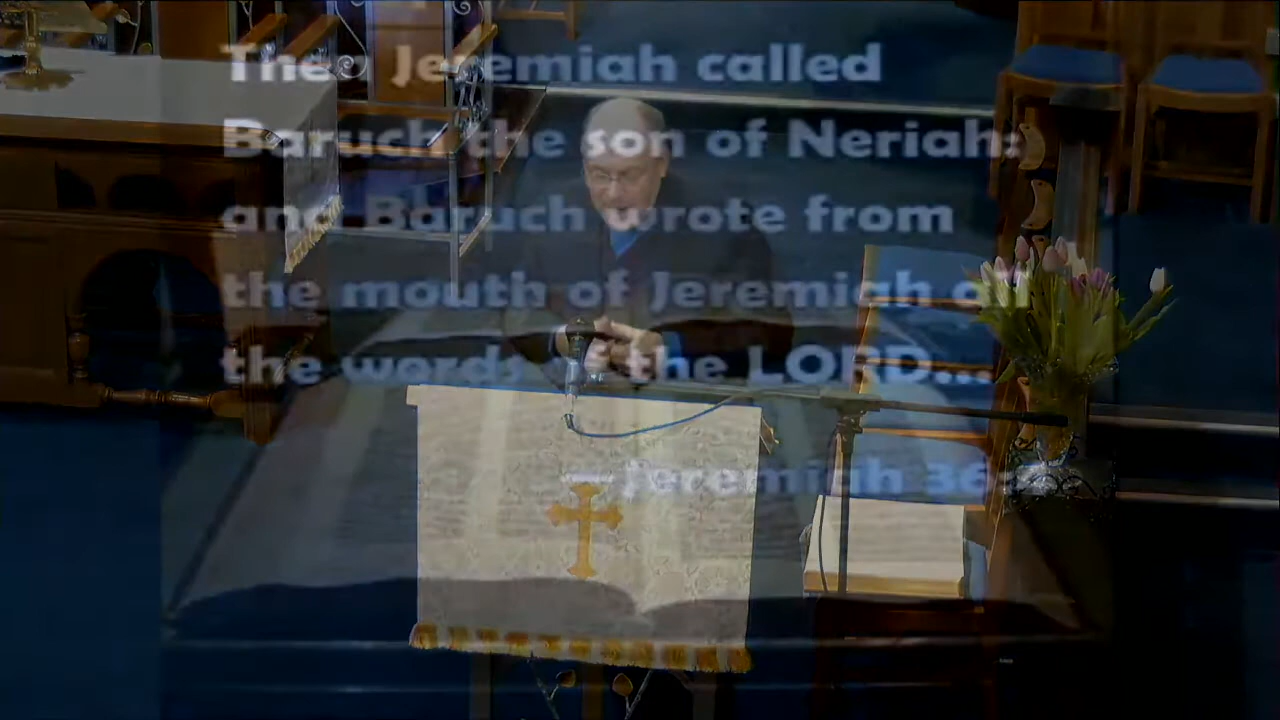 Then Jeremiah called
Baruch the son of Neriah:
and Baruch wrote from
the mouth of Jeremiah all
the words of the LORD...
—Jeremiah 36: